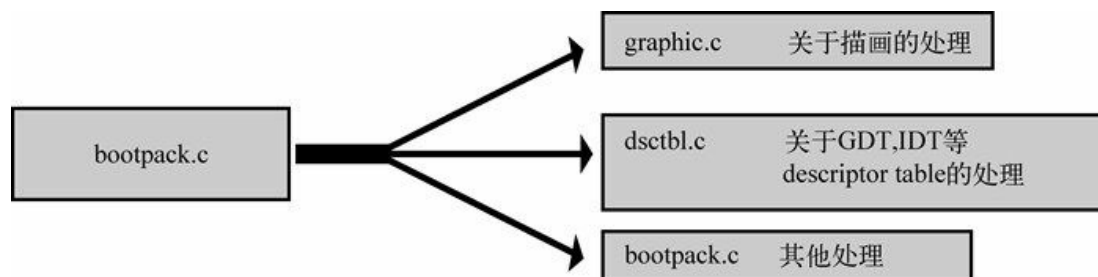 bootpack.c
graphic.c 关于描画的处理
dsctbl.c 关于GDT,IDT等
descriptor table的处理
bootpack.c 其他处理